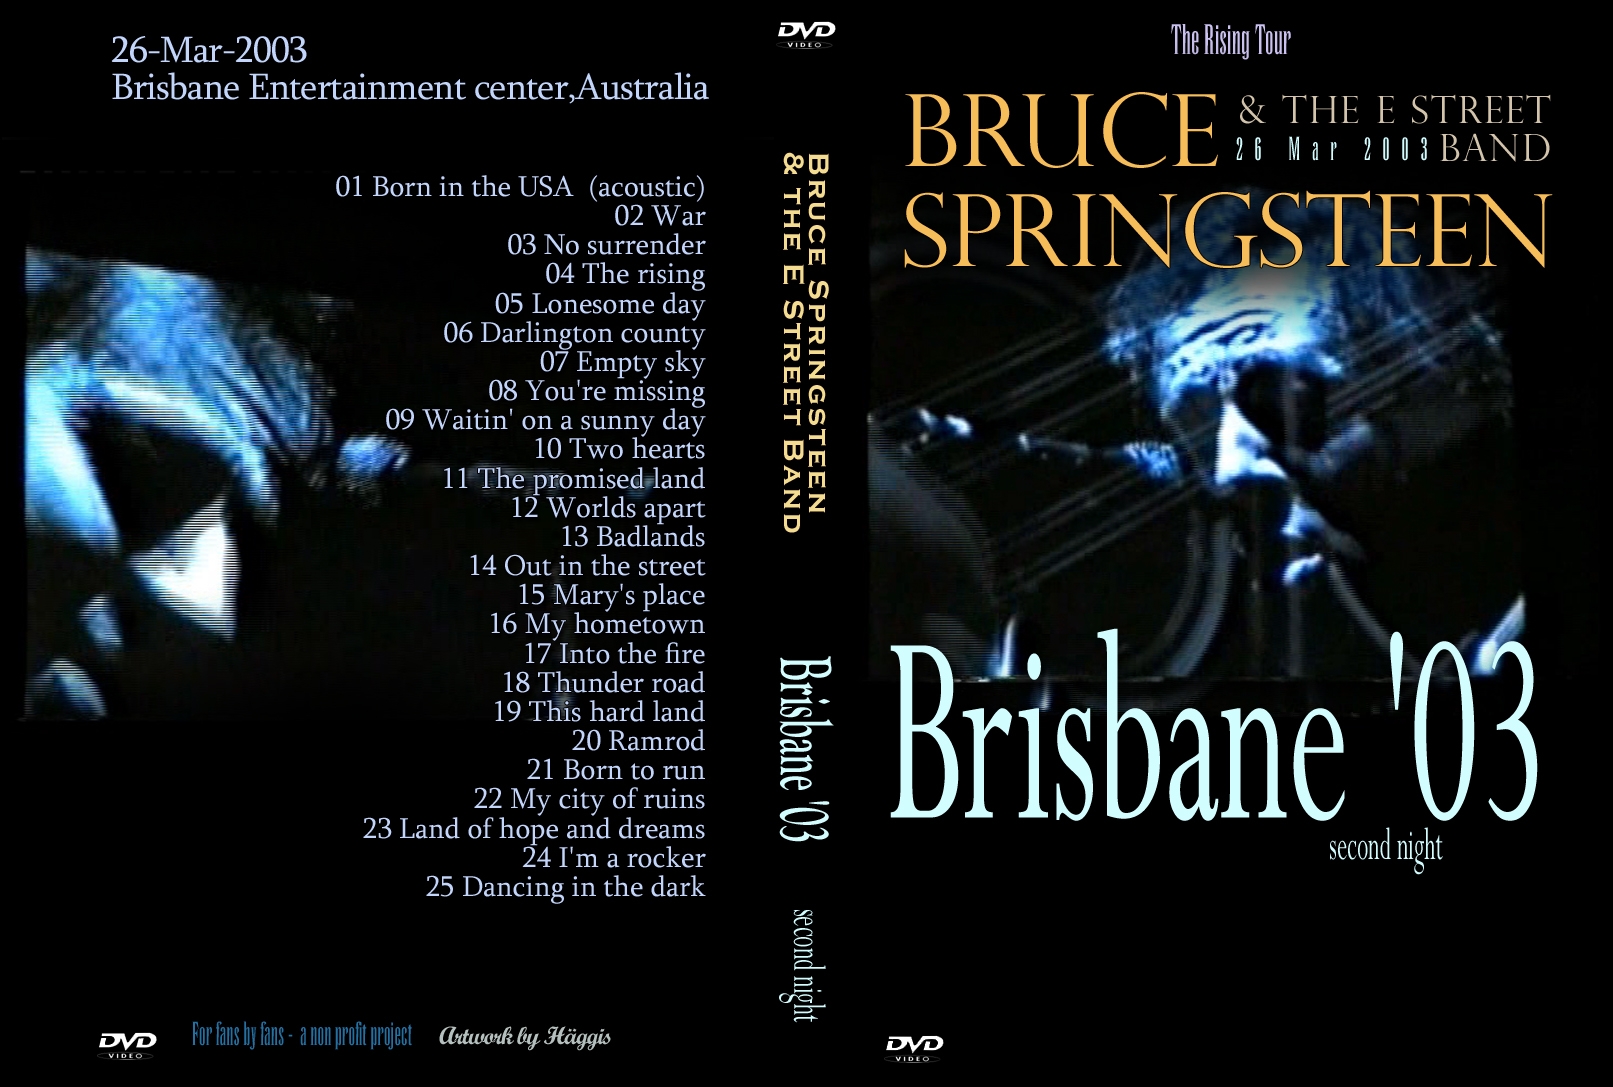 26-Mar-2003
Brisbane Entertainment center,Australia
01 Born in the USA (acoustic)
02 War
03 No surrender
04 The rising
05 Lonesome day
06 Darlington county
07 Empty sky
08 You're missing
09 Waitin' on a sunny day
10 Two hearts
11 The promised land
12 Worlds apart
13 Badlands
14 Out in the street
15 Mary's place
16 My hometown
17 Into the fire
18 Thunder road
19 This hard land
20 Ramrod
21 Born to run
22 My city of ruins
23 Land of hope and dreams
24 I'm a rocker
25 Dancing in the dark
DVD
VIDEO
For fans by fans - a non profit project
Artwork by Häggis
DVD
VIDEO
BRUCE SPRINGSTEEN
& THE E STREET BAND
Brisbane '03
second night
The Rising Tour
BRUCE & THE E STREET
26 Mar 2003 BAND
SPRINGSTEEN
Brisbane '03
second night
DVD
VIDEO